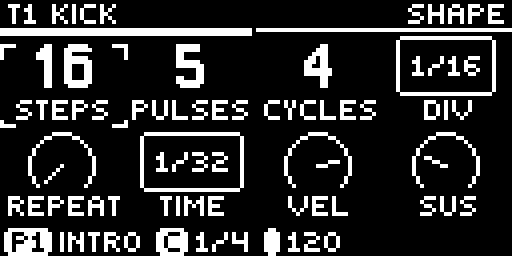 T1 KICK SHAPE
16 5 4 1/16
STEPS PULSES CYCLES DIV
1/32
REPEAT TIME VEL SUS
P1 INTRO C 1/4 120